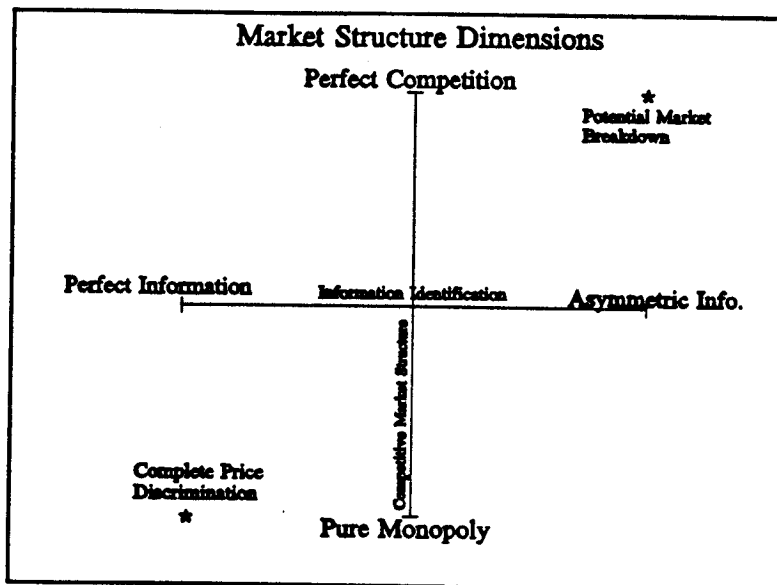 Market Structure Dimensions
Perfect Competition
*
Potential Market
Breakdown
Perfect Information
Information Identification
Asymmetric Info.
Competitive Market Structure
Complete Price
Discrimination
*
Pure Monopoly